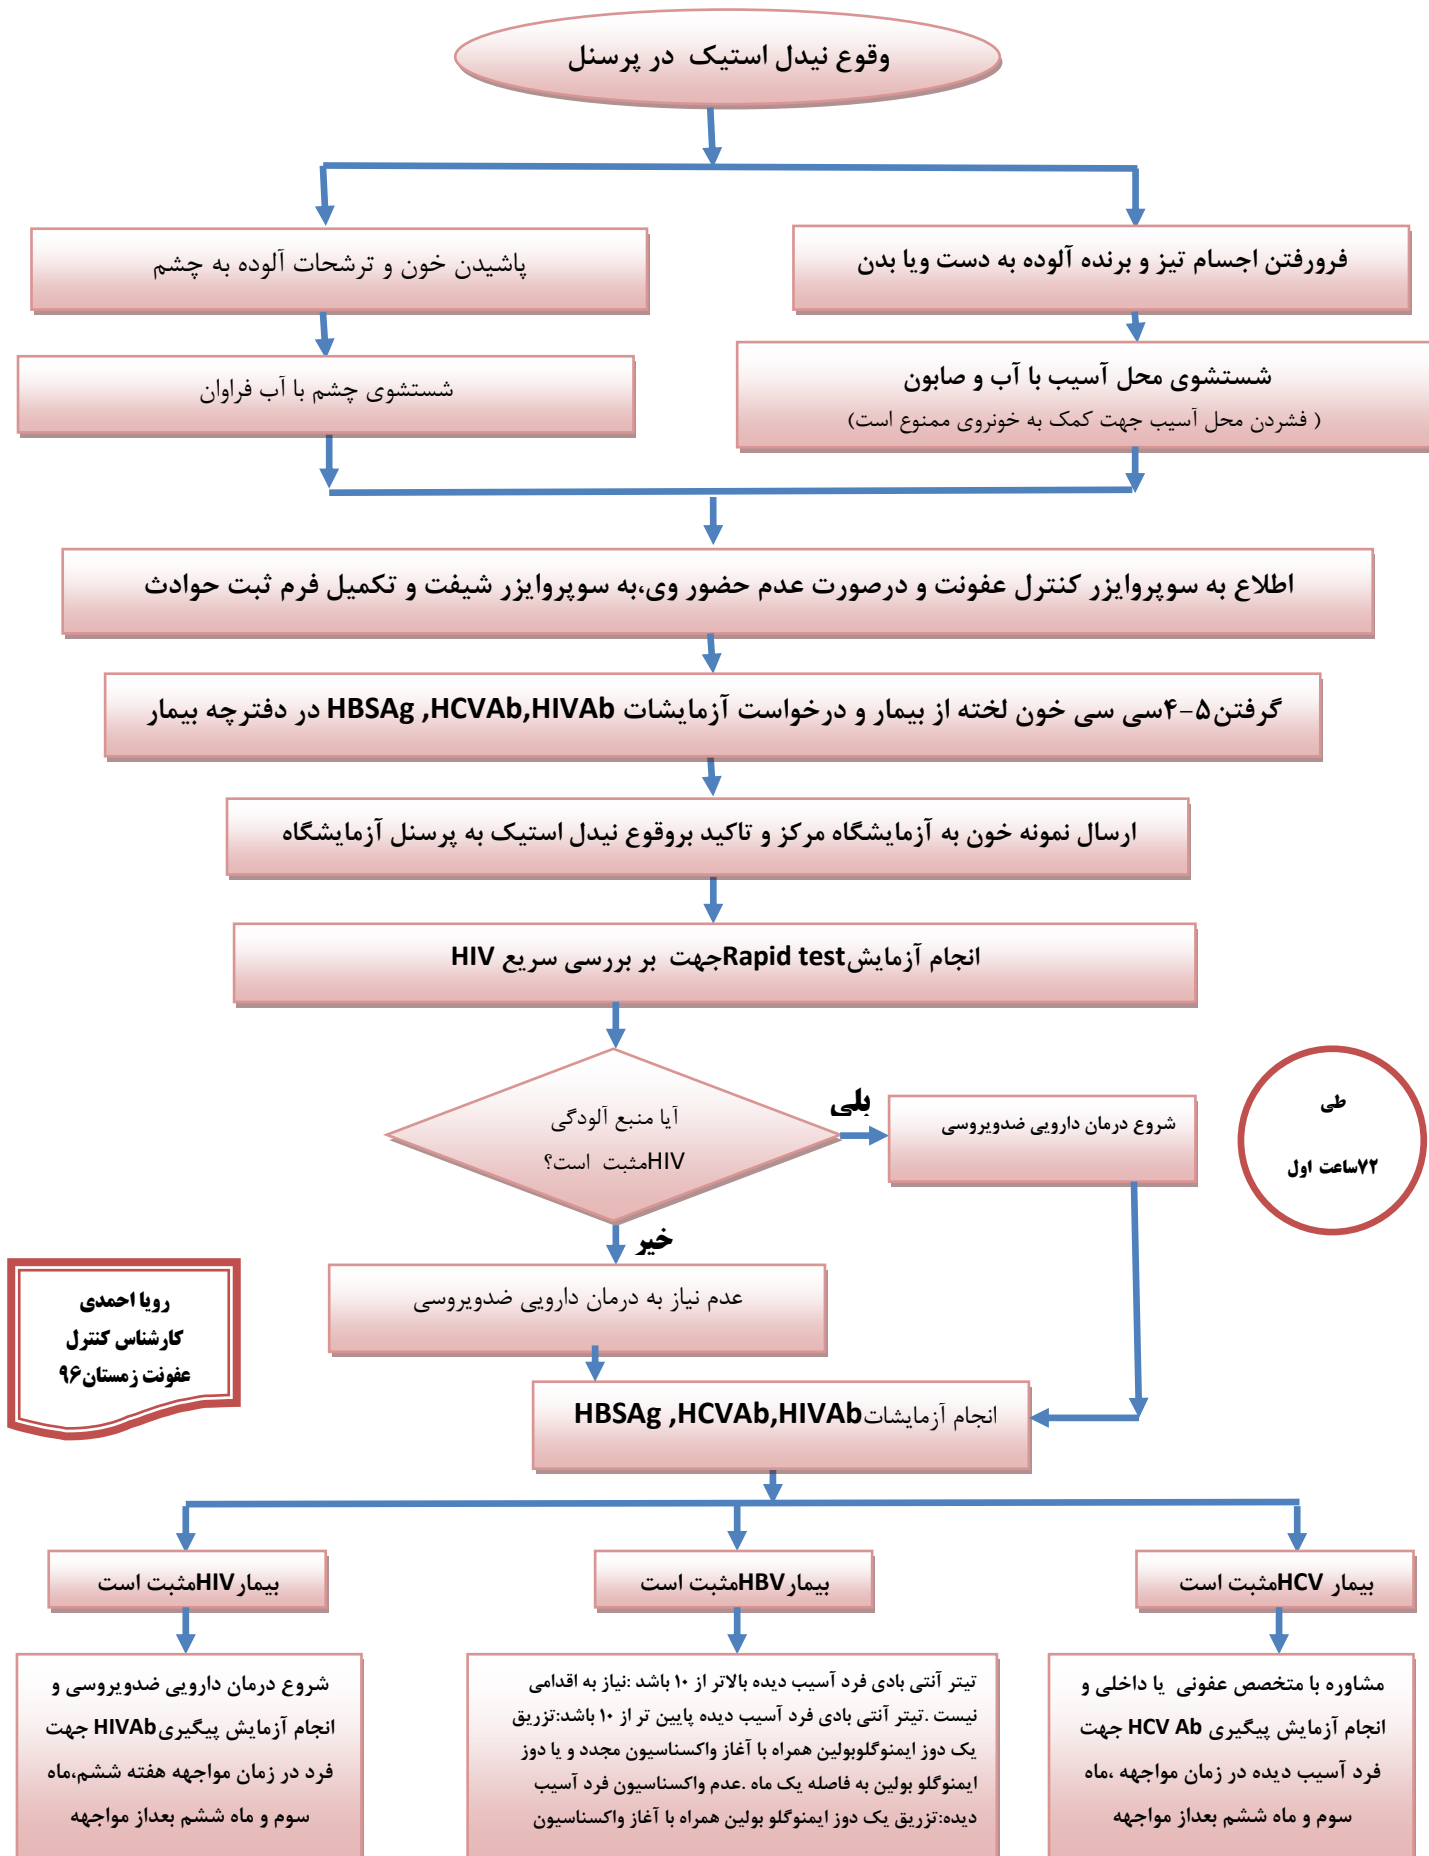 وقوع نیدل استیک در پرسنل
فرورفتن اجسام تیز و برنده آلوده به دست ویا بدن
پاشیدن خون و ترشحات آلوده به چشم
شستشوی محل آسیب با آب و صابون
( فشردن محل آسیب جهت کمک به خونروی ممنوع است)
شستشوی چشم با آب فراوان
اطلاع به سوپروایزر کنترل عفونت و درصورت عدم حضور وی،به سوپروایزر شیفت و تکمیل فرم ثبت حوادث
گرفتن۵-۴سی سی خون لخته از بیمار و درخواست آزمایشات HBSAg ,HCVAb,HIVAb در دفترچه بیمار
ارسال نمونه خون به آزمایشگاه مرکز و تاکید بروقوع نیدل استیک به پرسنل آزمایشگاه
انجام آزمایشRapid testجهت بر بررسی سریع HIV
آیا منبع آلودگی
HIVمثبت است؟
بلی
شروع درمان دارویی ضدویروسی
طی
۷۲ساعت اول
خیر
عدم نیاز به درمان دارویی ضدویروسی
رویا احمدی
کارشناس کنترل
عفونت زمستان۹۶
انجام آزمایشاتHBSAg ,HCVAb,HIVAb
بیمار HCVمثبت است
بیمارHBVمثبت است
بیمارHIVمثبت است
مشاوره با متخصص عفونی یا داخلی و
انجام آزمایش پیگیری HCV Ab جهت
فرد آسیب دیده در زمان مواجهه ،ماه
سوم و ماه ششم بعداز مواجهه
تیتر آنتی بادی فرد آسیب دیده بالاتر از ۱۰ باشد :نیاز به اقدامی
نیست .تیتر آنتی بادی فرد آسیب دیده پایین تر از ۱۰ باشد:تزریق
یک دوز ایمنوگلوبولین همراه با آغاز واکسناسیون مجدد و یا دوز
ایمنوگلو بولین به فاصله یک ماه .عدم واکسناسیون فرد آسیب
دیده:تزریق یک دوز ایمنوگلو بولین همراه با آغاز واکسناسیون
شروع درمان دارویی ضدویروسی و
انجام آزمایش پیگیریHIVAb جهت
فرد در زمان مواجهه هفته ششم،ماه
سوم و ماه ششم بعداز مواجهه